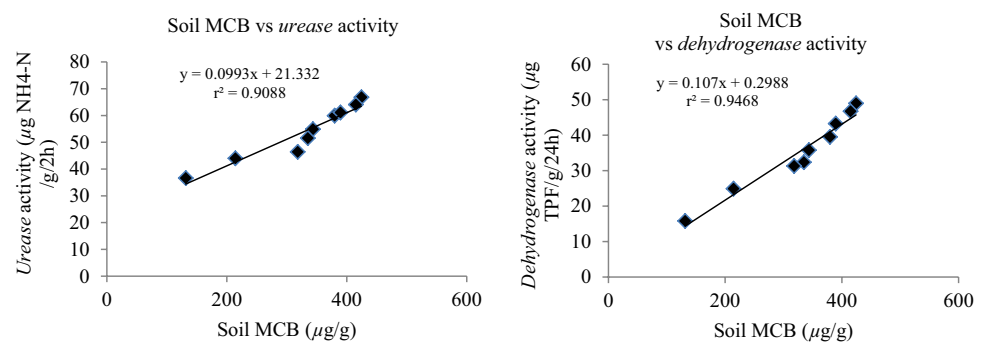 Soil MCB vs urease activity
Urease activity (µg NH4-N
/g/2h)
80
70
60
50
40
30
20
10
0
y = 0.0993x + 21.332
r² = 0.9088
0 200 400 600
Soil MCB (µg/g)
Soil MCB
vs dehydrogenase activity
Dehydrogenase activity (µg
TPF/g/24h)
60
50
40
30
20
10
0
y = 0.107x + 0.2988
r² = 0.9468
0 200 400 600
Soil MCB (µg/g)